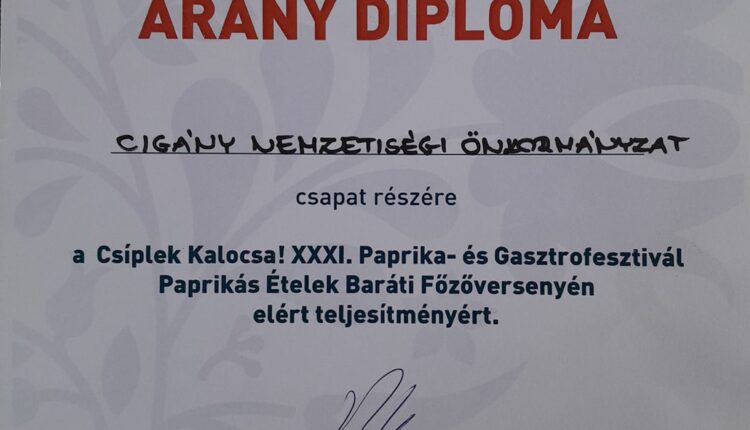 ARANY DIPLOMA
CIGÁNY NEMZETISÉGI ÖNKORMÁNYZAT
csapat részére
a Csíplek Kalocsa! XXXI. Paprika- és Gasztrofesztivál
Paprikás Ételek Baráti Főzőversenyén
elért teljesítményért.